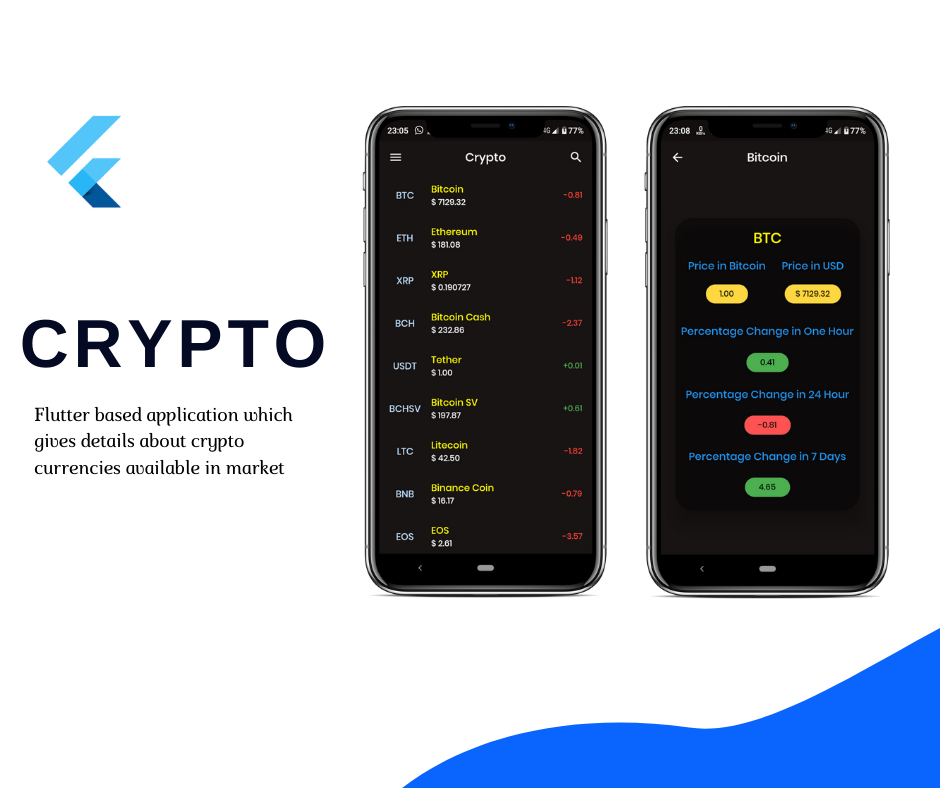 CRYPTO
Flutter based application which
gives details about crypto
currencies available in market
23:05 4G 77%
Crypto
BTC Bitcoin -0.81
$ 7129.32
ETH Ethereum -0.49
$ 181.08
XRP XRP -1.12
$ 0.190727
BCH Bitcoin Cash -2.37
$ 232.86
USDT Tether +0.01
$ 1.00
BCHSV Bitcoin SV +0.61
$ 197.87
LTC Litecoin -1.82
$ 42.50
BNB Binance Coin -0.79
$ 16.17
EOS EOS -3.57
$ 2.61
23:08 4G 77%
Bitcoin
BTC
Price in Bitcoin Price in USD
1.00 $ 7129.32
Percentage Change in One Hour
0.41
Percentage Change in 24 Hour
-0.81
Percentage Change in 7 Days
4.65